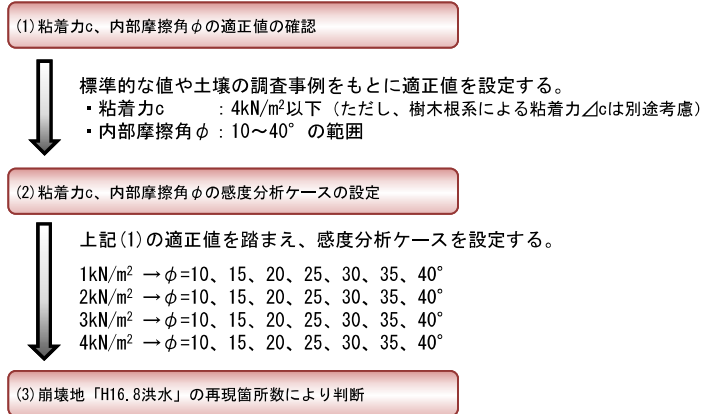 (1)粘着力c、内部摩擦角φの適正値の確認
標準的な値や土壌の調査事例をもとに適正値を設定する。
・粘着力c　　　：4kN/m²以下（ただし、樹木根系による粘着力⊿cは別途考慮）
・内部摩擦角φ：10～40°の範囲
(2)粘着力c、内部摩擦角φの感度分析ケースの設定
上記(1)の適正値を踏まえ、感度分析ケースを設定する。
1kN/m² →φ=10、15、20、25、30、35、40°
2kN/m² →φ=10、15、20、25、30、35、40°
3kN/m² →φ=10、15、20、25、30、35、40°
4kN/m² →φ=10、15、20、25、30、35、40°
(3)崩壊地「H16.8洪水」の再現箇所数により判断